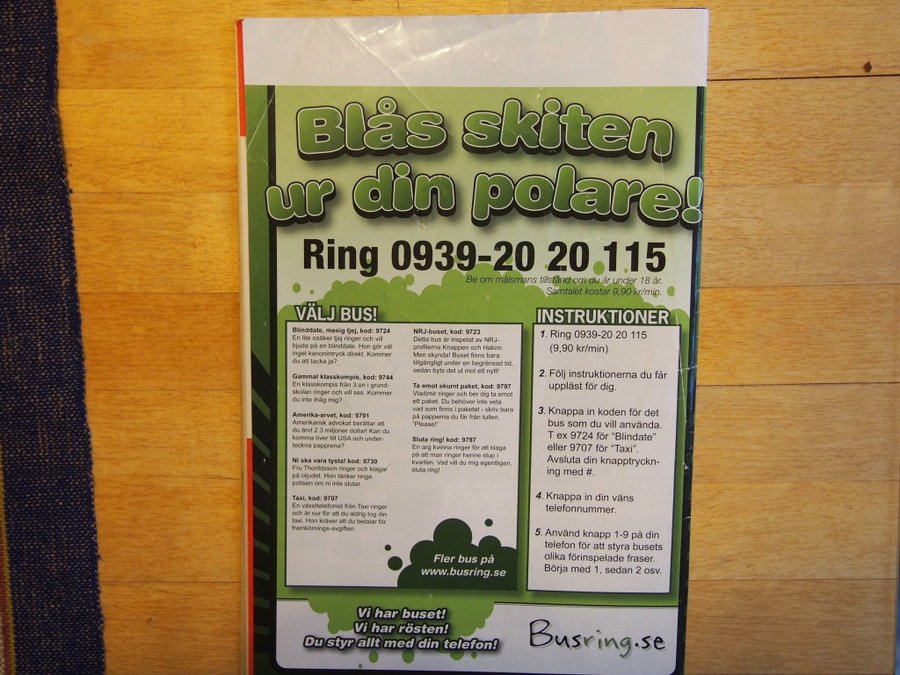 Blås skiten
ur din polare!
Ring 0939-20 20 115
Be om målsmans tillstånd om du är under 18 år.
Samtalet kostar 9,90 kr/min.
VÄLJ BUS!
Blinddate, mesig tjej, kod: 9724
En lite osäker tjej ringer och vill
bjuda på en blinddate. Hon gör väl
inget kanonintryck direkt. Kommer
du att tacka ja?
Gammal klasskompis, kod: 9744
En klasskompis från 3:an i grund-
skolan ringer och vill ses. Kommer
du inte ihåg mig?
Amerika-arvet, kod: 9791
Amerikansk advokat berättar att
du ärvt 2.3 miljoner dollar! Kan du
komma över till USA och under-
teckna papprena?
Ni ska vara tysta! kod: 9730
Fru Thorildsson ringer och klagar
på oljudet. Hon tänker ringa
polisen om ni inte slutar.
Taxi, kod: 9707
En växeltelefonist från Taxi ringer
och är sur för att du aldrig tog din
taxi. Hon kräver att du betalar för
framkörnings-avgiften.
NRJ-buset, kod: 9723
Detta bus är inspelat av NRJ-
profilerna Knappen och Hakim.
Men skynda! Buset finns bara
tillgängligt under en begränsad tid,
sedan byts det ut mot ett nytt!
Ta emot skumt paket, kod: 9797
Vladimir ringer och ber dig ta emot
ett paket. Du behöver inte veta
vad som finns i paketet - skriv bara
på papperna du får från tullen.
"Please!"
Sluta ring! kod: 9797
En arg kvinna ringer för att klaga
på att man ringer henne stup i
kvarten. Vad vill du mig egentligen,
sluta ring!
Fler bus på
www.busring.se
INSTRUKTIONER
1. Ring 0939-20 20 115
(9,90 kr/min)
2. Följ instruktionerna du får
uppläst för dig.
3. Knappa in koden för det
bus som du vill använda.
T ex 9724 för "Blindate"
eller 9707 för "Taxi".
Avsluta din knapptryckn-
ing med #.
4. Knappa in din väns
telefonnummer.
5. Använd knapp 1-9 på din
telefon för att styra busets
olika förinspelade fraser.
Börja med 1, sedan 2 osv.
Vi har buset!
Vi har rösten!
Du styr allt med din telefon!
Busring.se